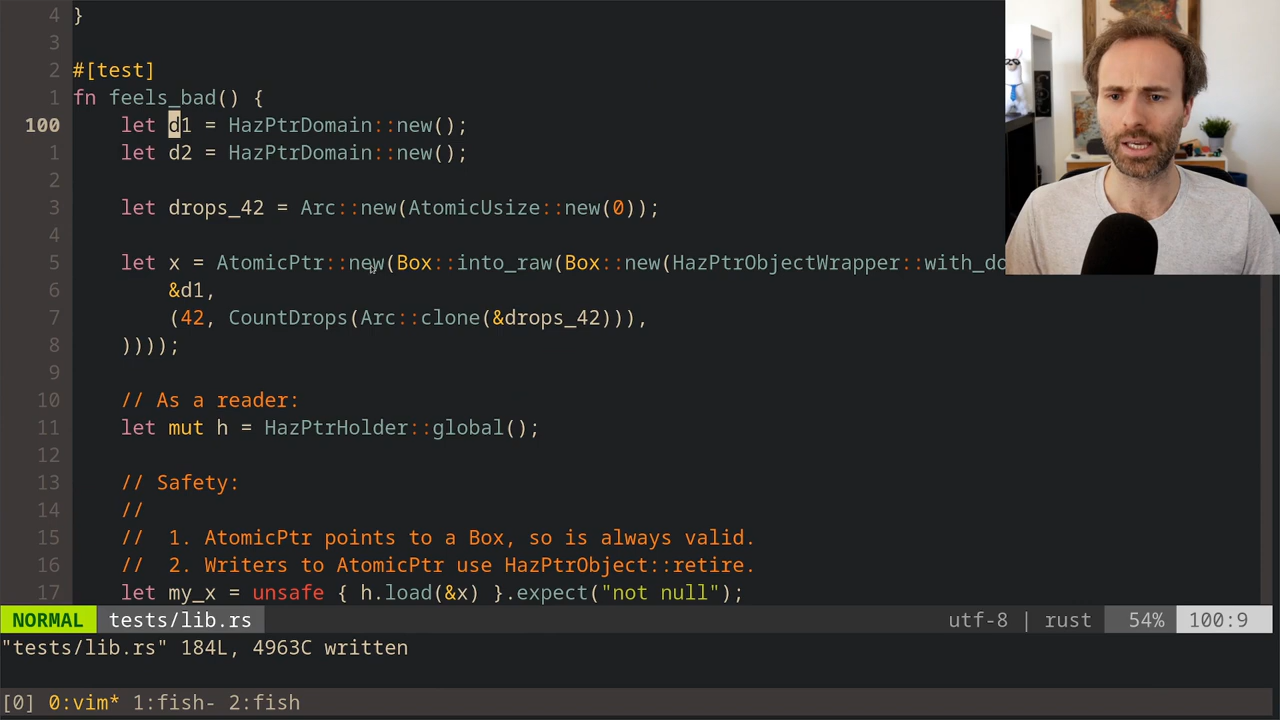 4 }
3
2 #[test]
1 fn feels_bad() {
100 let d1 = HazPtrDomain::new();
1 let d2 = HazPtrDomain::new();
2
3 let drops_42 = Arc::new(AtomicUsize::new(0));
4
5 let x = AtomicPtr::new(Box::into_raw(Box::new(HazPtrObjectWrapper::with_do
6 &d1,
7 (42, CountDrops(Arc::clone(&drops_42))),
8 ))));
9
10 // As a reader:
11 let mut h = HazPtrHolder::global();
12
13 // Safety:
14 //
15 //  1. AtomicPtr points to a Box, so is always valid.
16 //  2. Writers to AtomicPtr use HazPtrObject::retire.
17 let my_x = unsafe { h.load(&x) }.expect("not null");
NORMAL tests/lib.rs utf-8 | rust 54% 100:9
"tests/lib.rs" 184L, 4963C written
[0] 0:vim* 1:fish- 2:fish